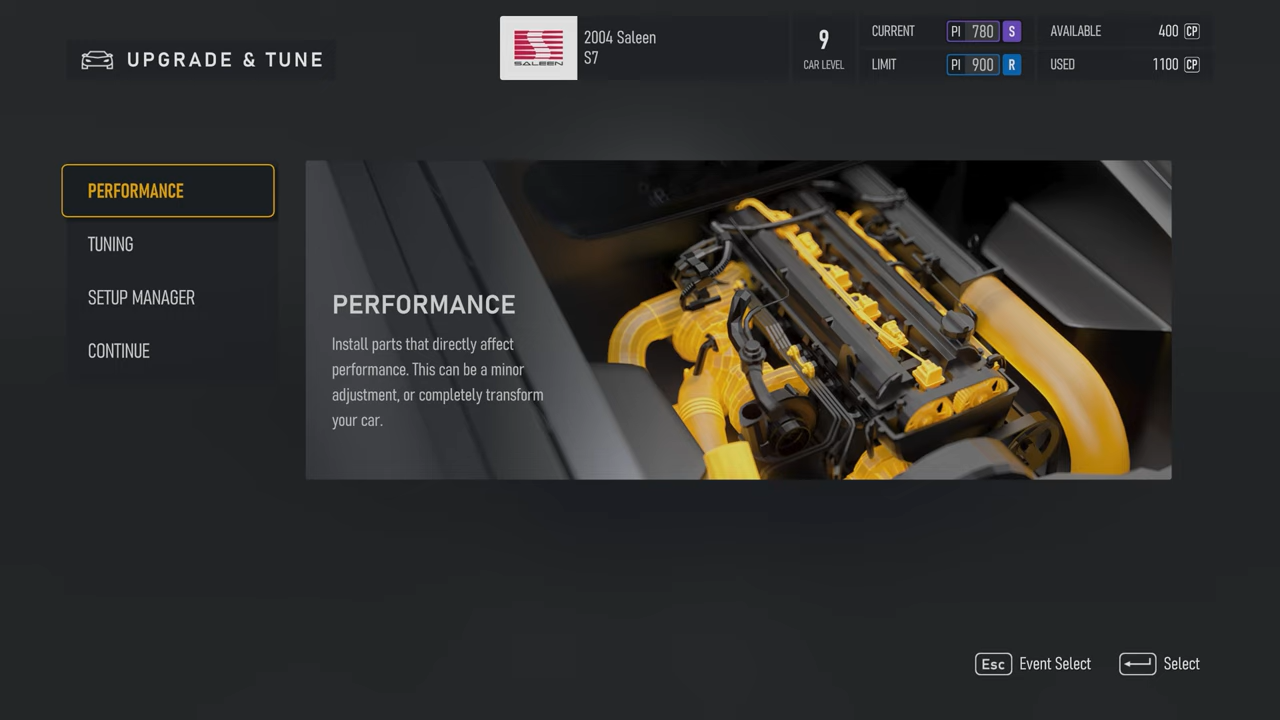 UPGRADE & TUNE
SALEEN
2004 Saleen
S7
9
CAR LEVEL
CURRENT
PI 780 S
LIMIT
PI 900 R
AVAILABLE
400 CP
USED
1100 CP
PERFORMANCE
TUNING
SETUP MANAGER
CONTINUE
PERFORMANCE
Install parts that directly affect
performance. This can be a minor
adjustment, or completely transform
your car.
Esc Event Select
Select